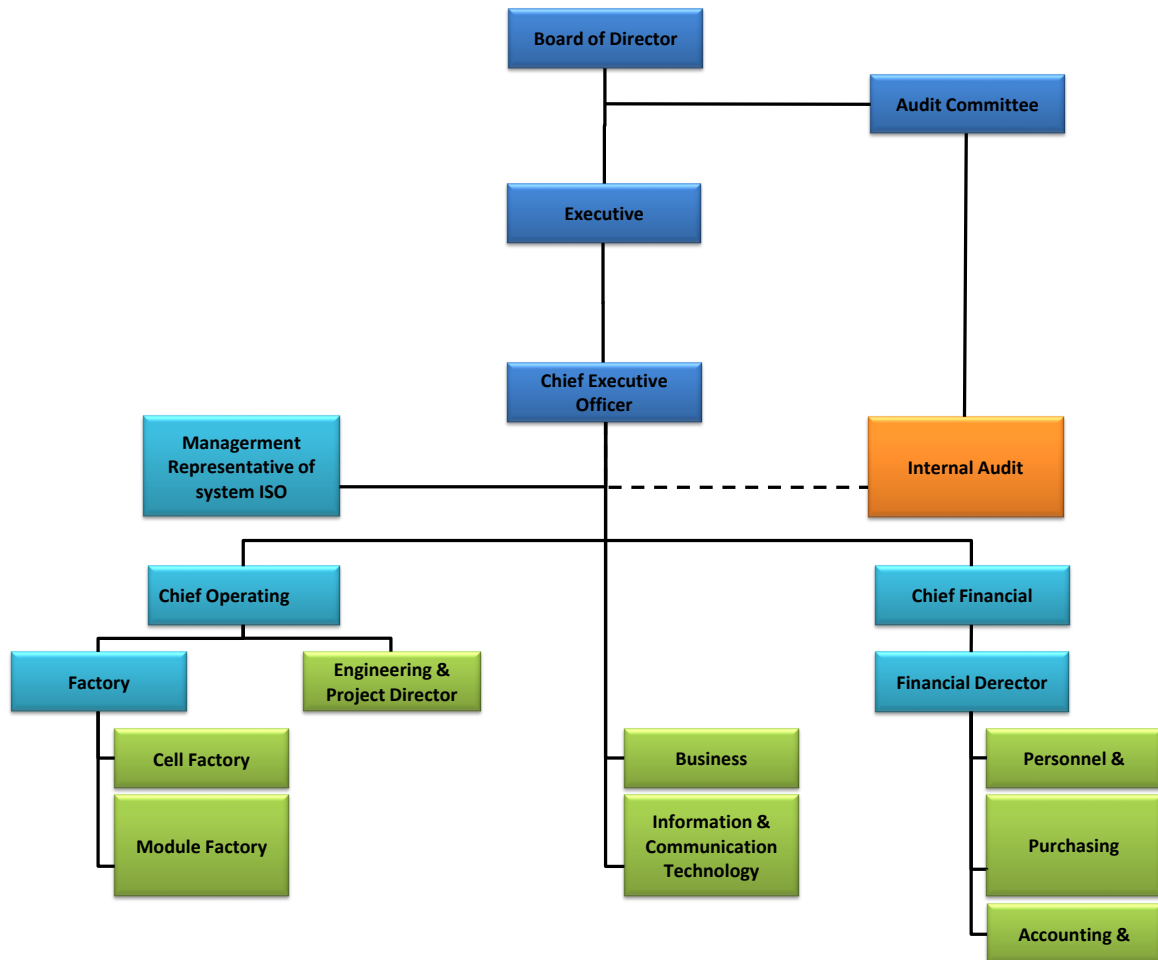 Board of Director
Audit Committee
Executive
Chief Executive
Officer
Managerment
Representative of
system ISO
Internal Audit
Chief Operating
Chief Financial
Factory
Engineering &
Project Director
Financial Derector
Cell Factory
Business
Personnel &
Module Factory
Information &
Communication
Technology
Purchasing
Accounting &